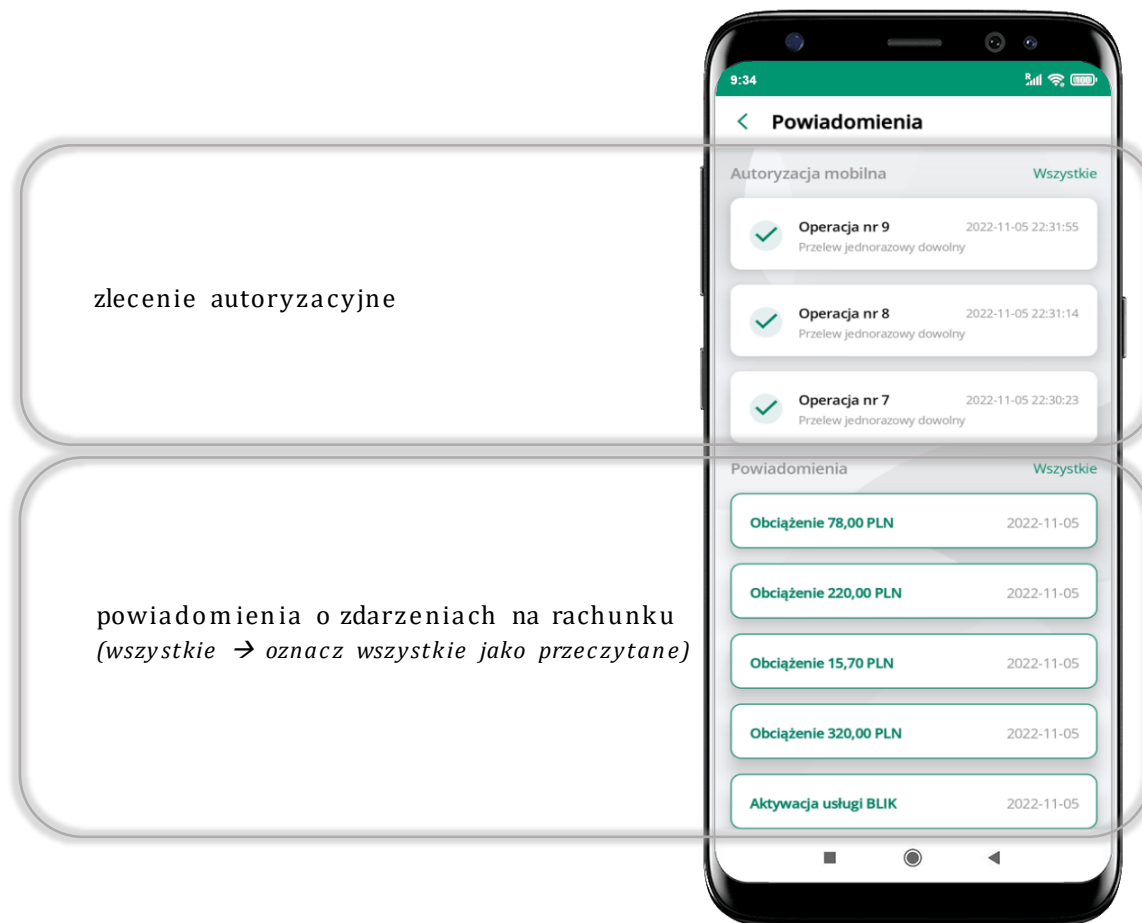 9:34
Powiadomienia
Autoryzacja mobilna Wszystkie
Operacja nr 9 2022-11-05 22:31:55
Przelew jednorazowy dowolny
zlecenie autoryzacyjne
Operacja nr 8 2022-11-05 22:31:14
Przelew jednorazowy dowolny
Operacja nr 7 2022-11-05 22:30:23
Przelew jednorazowy dowolny
Powiadomienia Wszystkie
Obciążenie 78,00 PLN 2022-11-05
Obciążenie 220,00 PLN 2022-11-05
powiadomienia o zdarzeniach na rachunku
(wszystkie → oznacz wszystkie jako przeczytane)
Obciążenie 15,70 PLN 2022-11-05
Obciążenie 320,00 PLN 2022-11-05
Aktywacja usługi BLIK 2022-11-05